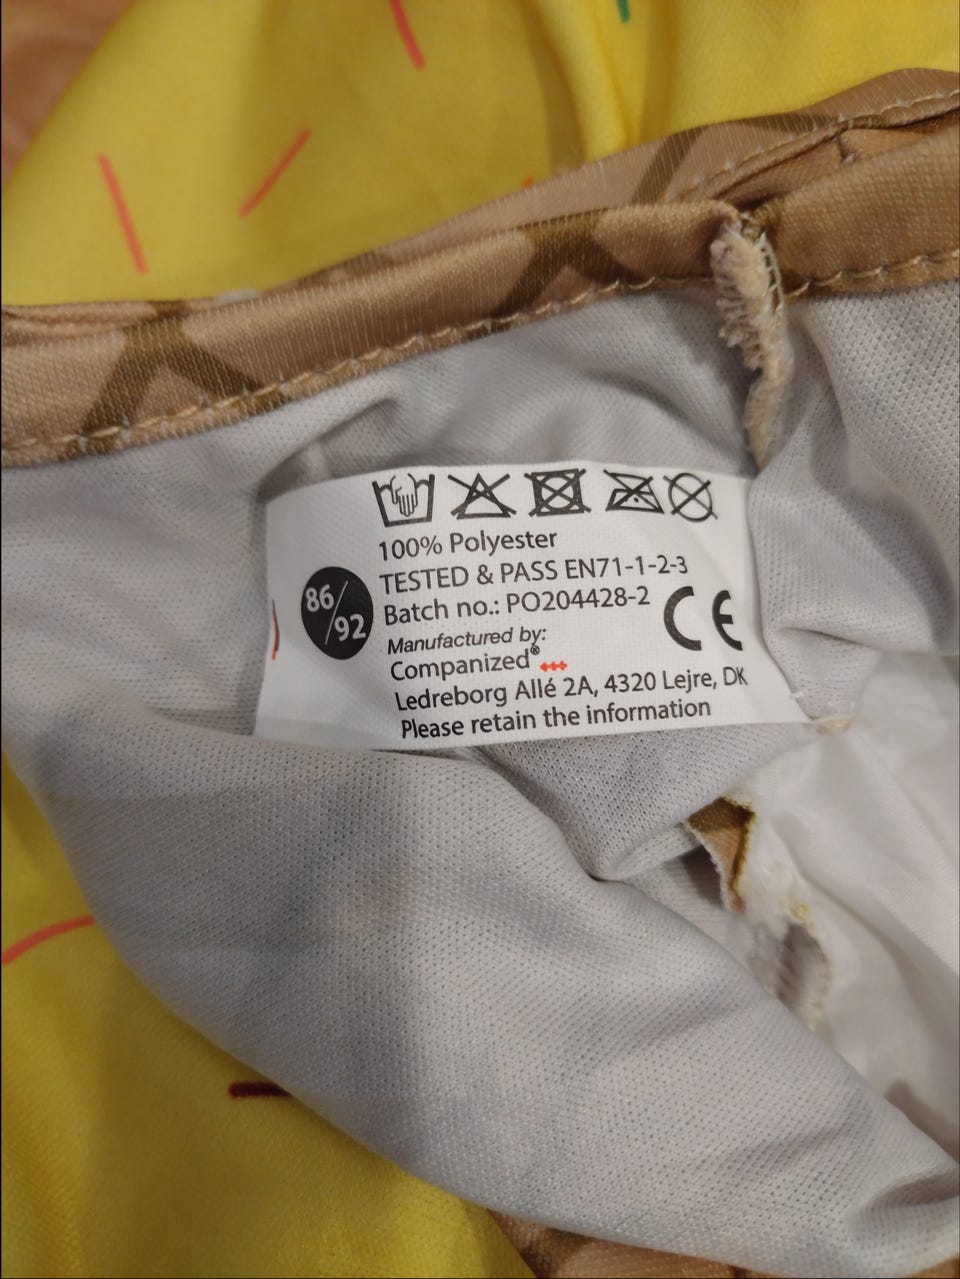 100% Polyester
TESTED & PASS EN71-1-2-3
86/92
Batch no.: PO204428-2
CE
Manufactured by:
Companized®
Ledreborg Allé 2A, 4320 Lejre, DK
Please retain the information